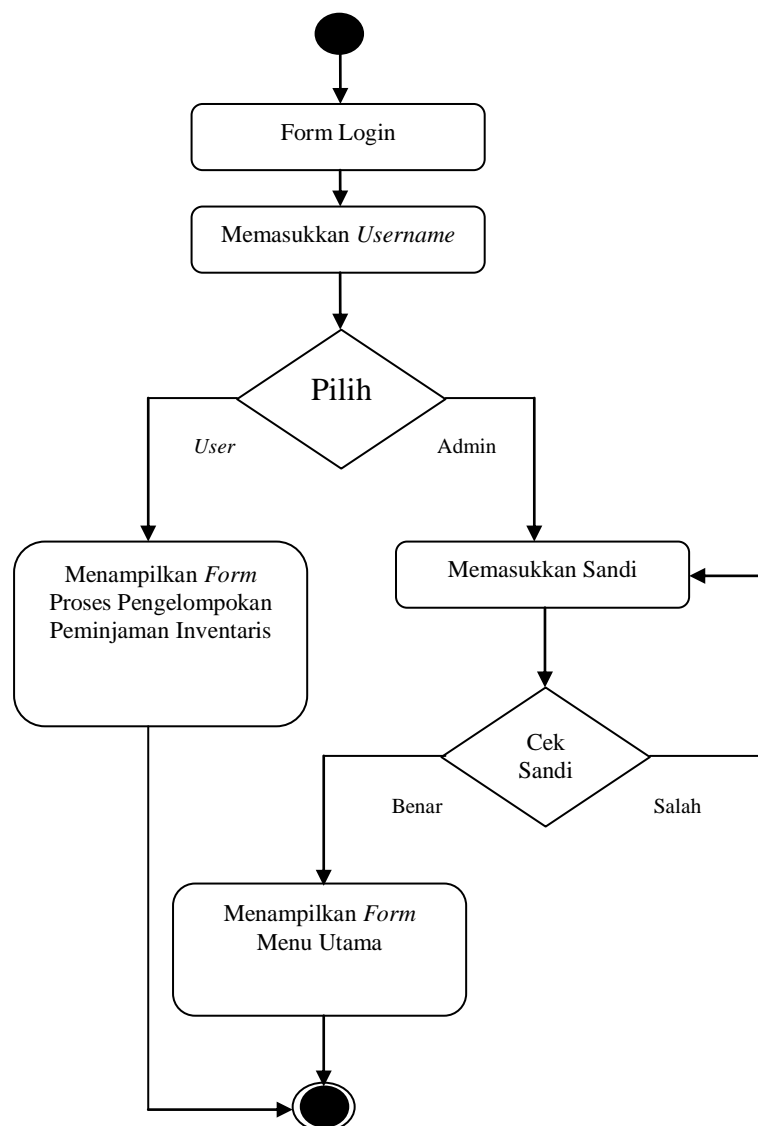 Form Login
Memasukkan Username
Pilih
User
Admin
Menampilkan Form
Proses Pengelompokan
Peminjaman Inventaris
Memasukkan Sandi
Cek
Sandi
Benar
Salah
Menampilkan Form
Menu Utama